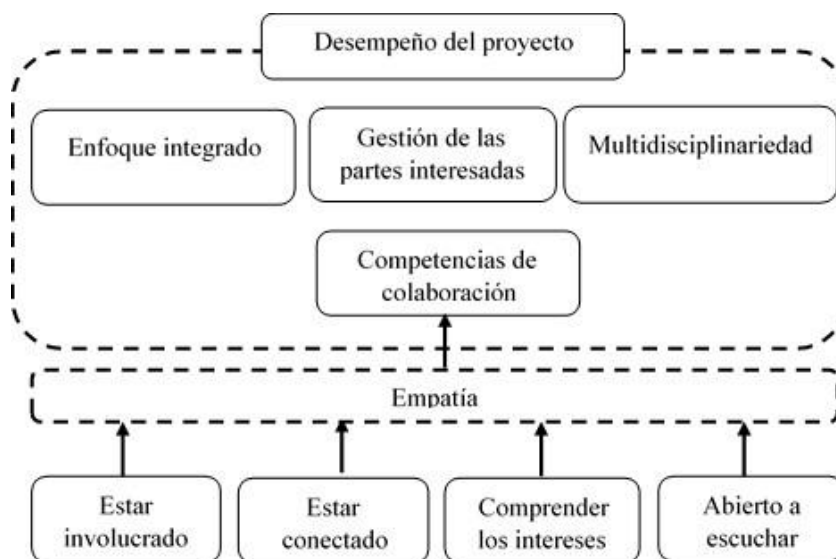 Desempeño del proyecto
Enfoque integrado
Gestión de las
partes interesadas
Multidisciplinariedad
Competencias de
colaboración
Empatía
Estar
involucrado
Estar
conectado
Comprender
los intereses
Abierto a
escuchar